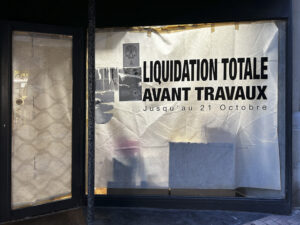 LIQUIDATION TOTALE
AVANT TRAVAUX
Jusqu'au 21 Octobre